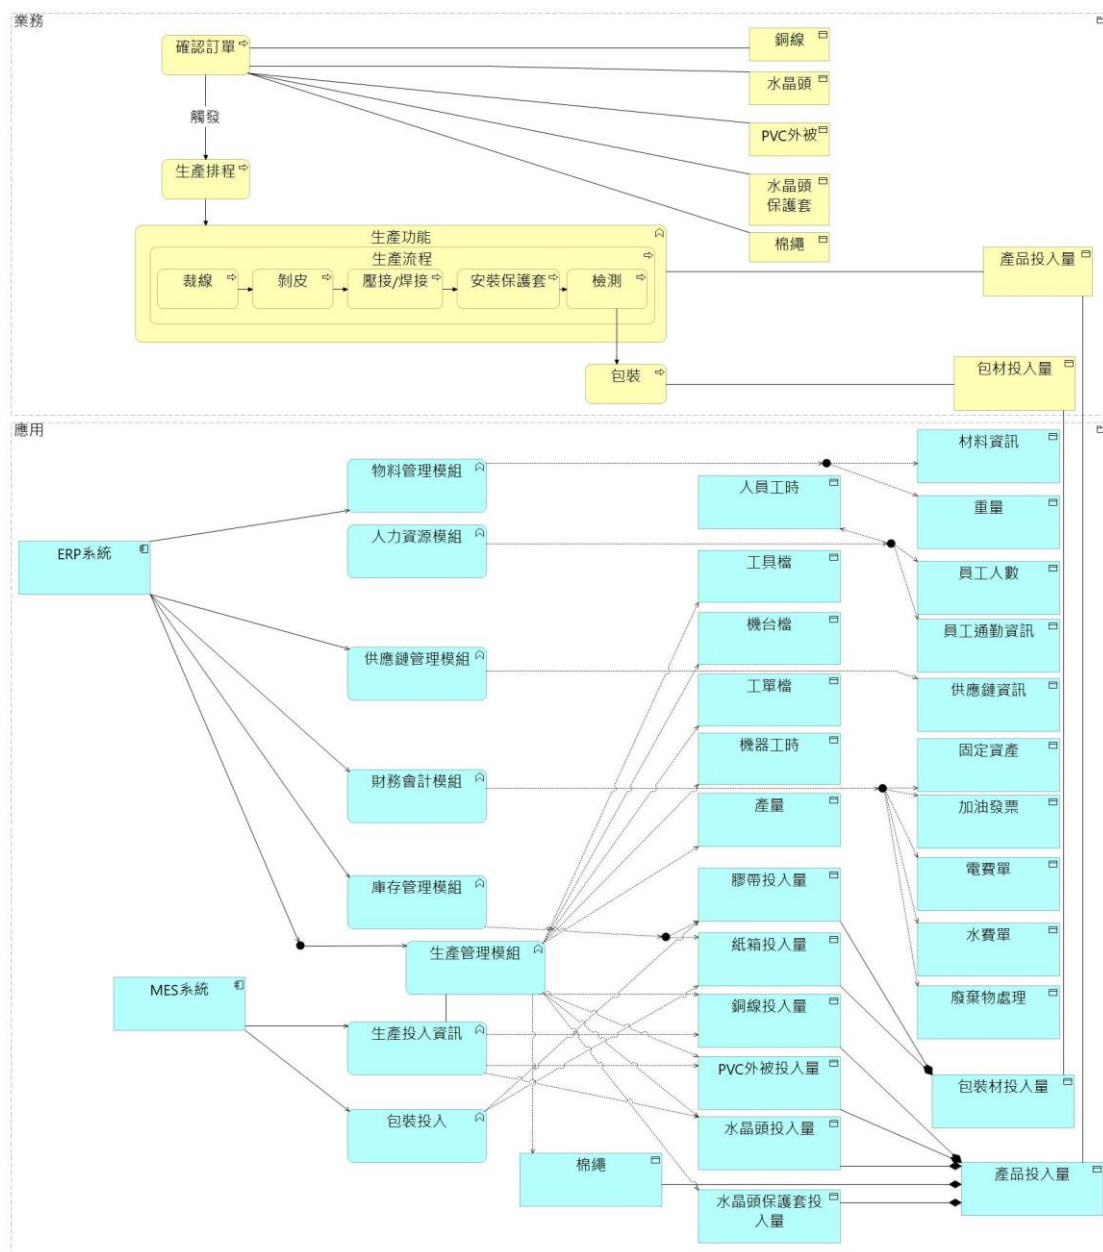 業務
確認訂單
銅線
水晶頭
觸發
PVC外被
生產排程
水晶頭
保護套
棉繩
生產功能
生產流程
裁線
剝皮
壓接/焊接
安裝保護套
檢測
產品投入量
包裝
包材投入量
應用
物料管理模組
材料資訊
人員工時
重量
人力資源模組
ERP系統
工具檔
員工人數
機台檔
員工通勤資訊
供應鏈管理模組
工單檔
供應鏈資訊
機器工時
固定資產
財務會計模組
產量
加油發票
電費單
庫存管理模組
膠帶投入量
水費單
生產管理模組
紙箱投入量
MES系統
銅線投入量
廢棄物處理
生產投入資訊
PVC外被投入量
包裝材投入量
包裝投入
水晶頭投入量
棉繩
產品投入量
水晶頭保護套投
入量